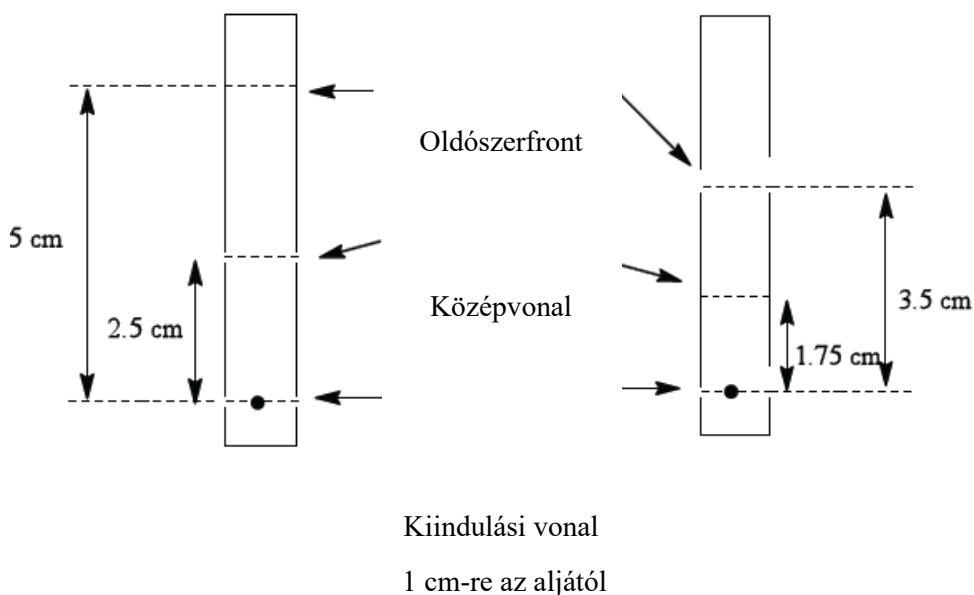 Oldószerfront
5 cm
Középvonal
3.5 cm
2.5 cm
1.75 cm
Kiindulási vonal
1 cm-re az aljától